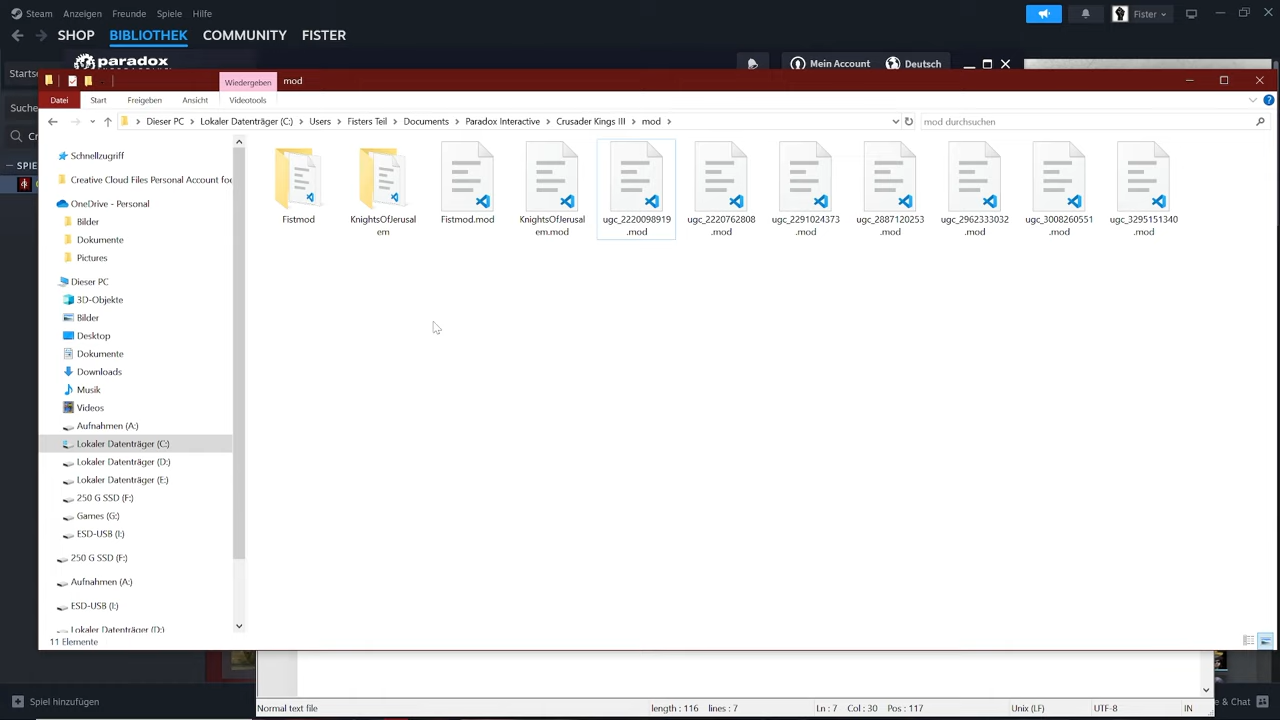 Steam Anzeigen Freunde Spiele Hilfe
Fister
SHOP BIBLIOTHEK COMMUNITY FISTER
paradox
My Account Deutsch
Starts
Suche
Cr
SPIE
Wiedergeben mod
Datei Start Freigeben Ansicht Videotools
Dieser PC Lokaler Datenträger (C:) Users Fisters Teil Documents Paradox Interactive Crusader Kings III mod
mod durchsuchen
Schnellzugriff
Creative Cloud Files Personal Account foe
OneDrive - Personal
Bilder
Dokumente
Pictures
Dieser PC
3D-Objekte
Bilder
Desktop
Dokumente
Downloads
Musik
Videos
Aufnahmen (A:)
Lokaler Datenträger (C:)
Lokaler Datenträger (D:)
Lokaler Datenträger (E:)
250 G SSD (F:)
Games (G:)
ESD-USB (I:)
250 G SSD (F:)
Aufnahmen (A:)
ESD-USB (I:)
Lokaler Datenträger (D:)
Fistmod
KnightsOfJerusal
em
Fistmod.mod
KnightsOfJerusal
em.mod
ugc_2220098919
.mod
ugc_2220762808
.mod
ugc_2291024373
.mod
ugc_2887120253
.mod
ugc_2962333032
.mod
ugc_3008260551
.mod
ugc_3295151340
.mod
11 Elemente
Spiel hinzufügen
e & Chat
Normal text file length : 116 lines : 7 Ln : 7 Col : 30 Pos : 117 Unix (LF) UTF-8 IN